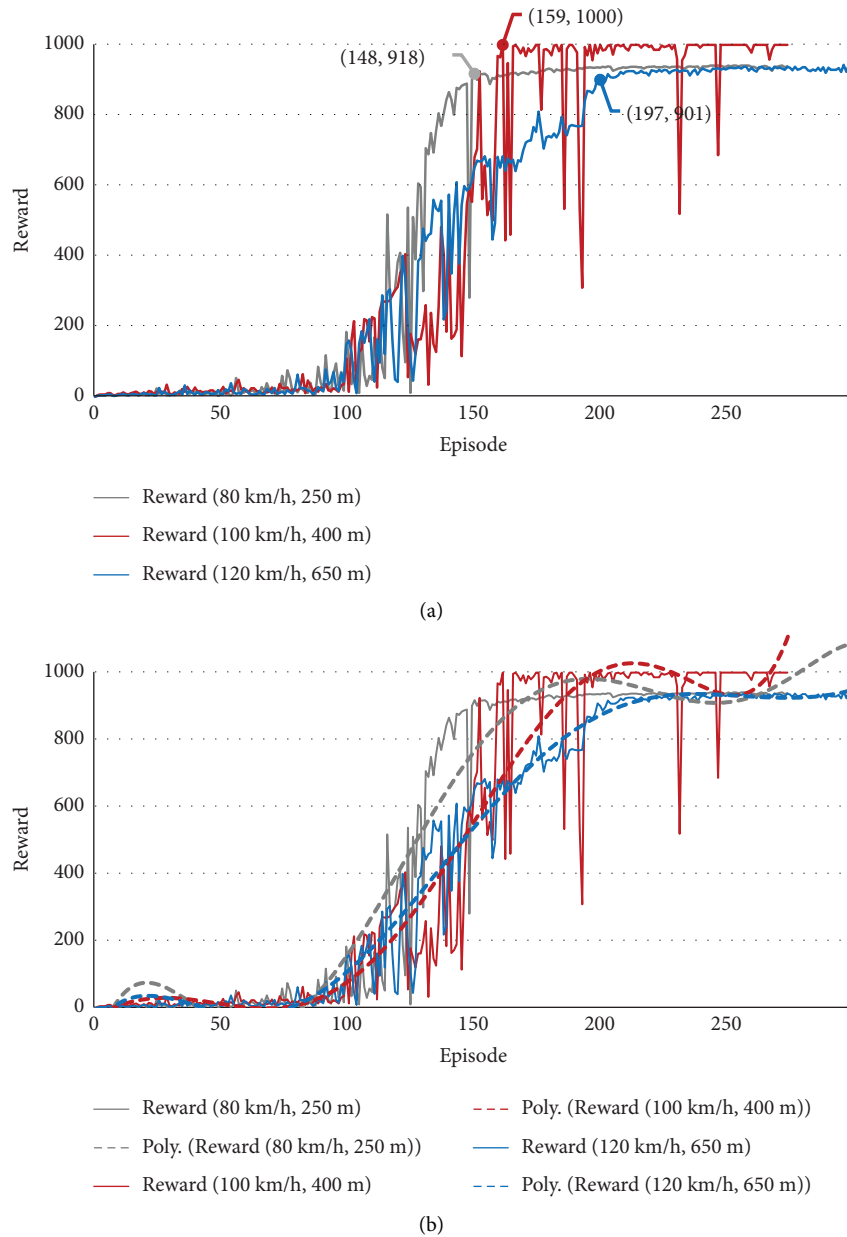 (159, 1000)
(148, 918)
(197, 901)
1000
800
600
400
200
0
Reward
0 50 100 150 200 250
Episode
Reward (80 km/h, 250 m)
Reward (100 km/h, 400 m)
Reward (120 km/h, 650 m)
(a)
1000
800
600
400
200
0
Reward
0 50 100 150 200 250
Episode
Reward (80 km/h, 250 m)
Poly. (Reward (80 km/h, 250 m))
Reward (100 km/h, 400 m)
Poly. (Reward (100 km/h, 400 m))
Reward (120 km/h, 650 m)
Poly. (Reward (120 km/h, 650 m))
(b)